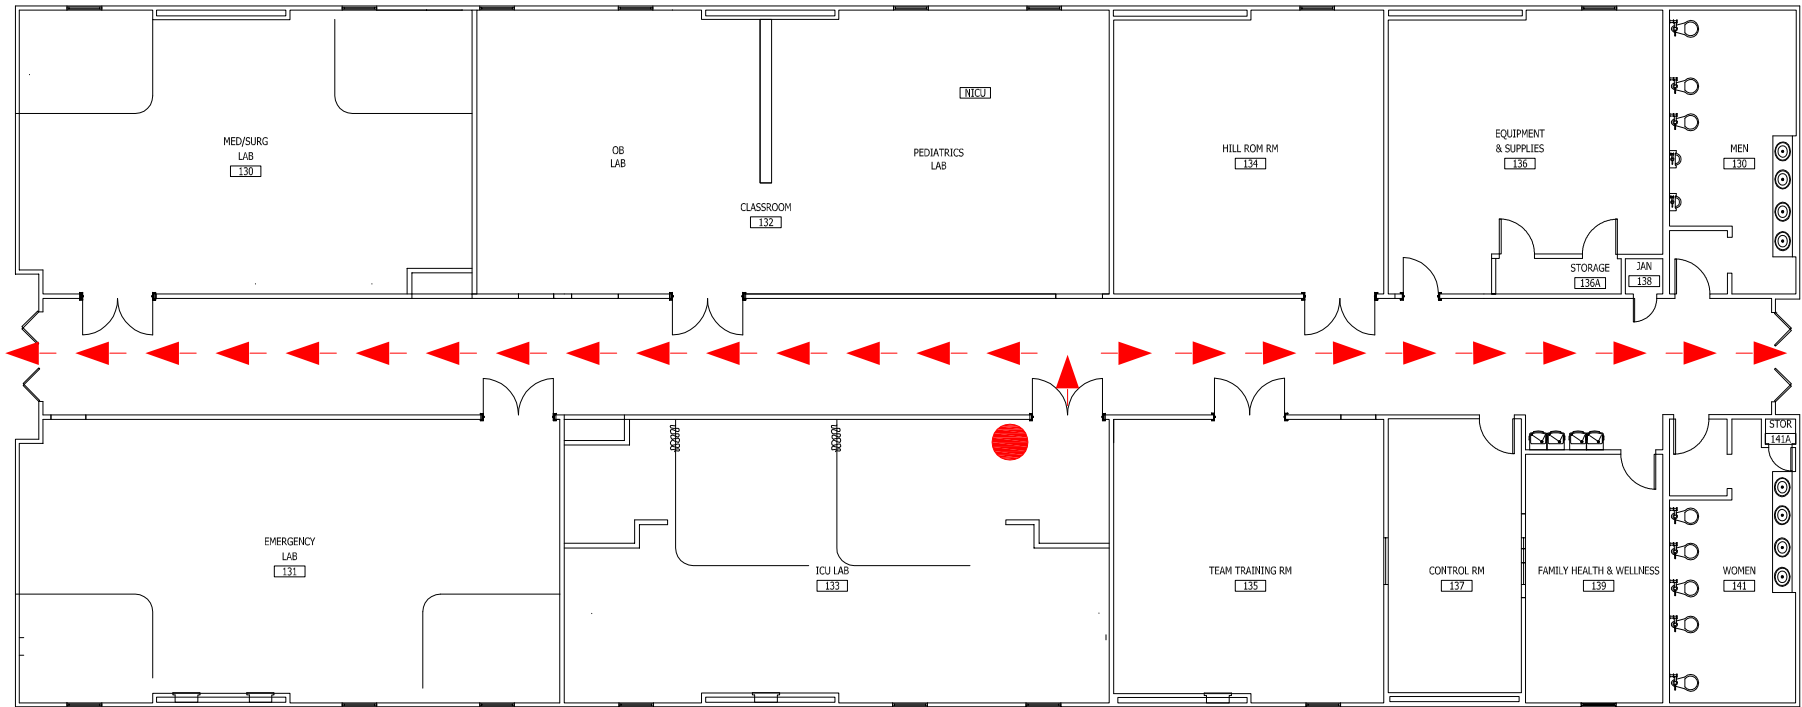 NICU
MED/SURG
LAB
130
OB
LAB
PEDIATRICS
LAB
CLASSROOM
132
HILL ROM RM
134
EQUIPMENT
& SUPPLIES
136
MEN
130
STORAGE
136A
JAN
138
STOR
141A
EMERGENCY
LAB
131
ICU LAB
133
TEAM TRAINING RM
135
CONTROL RM
137
FAMILY HEALTH & WELLNESS
139
WOMEN
141